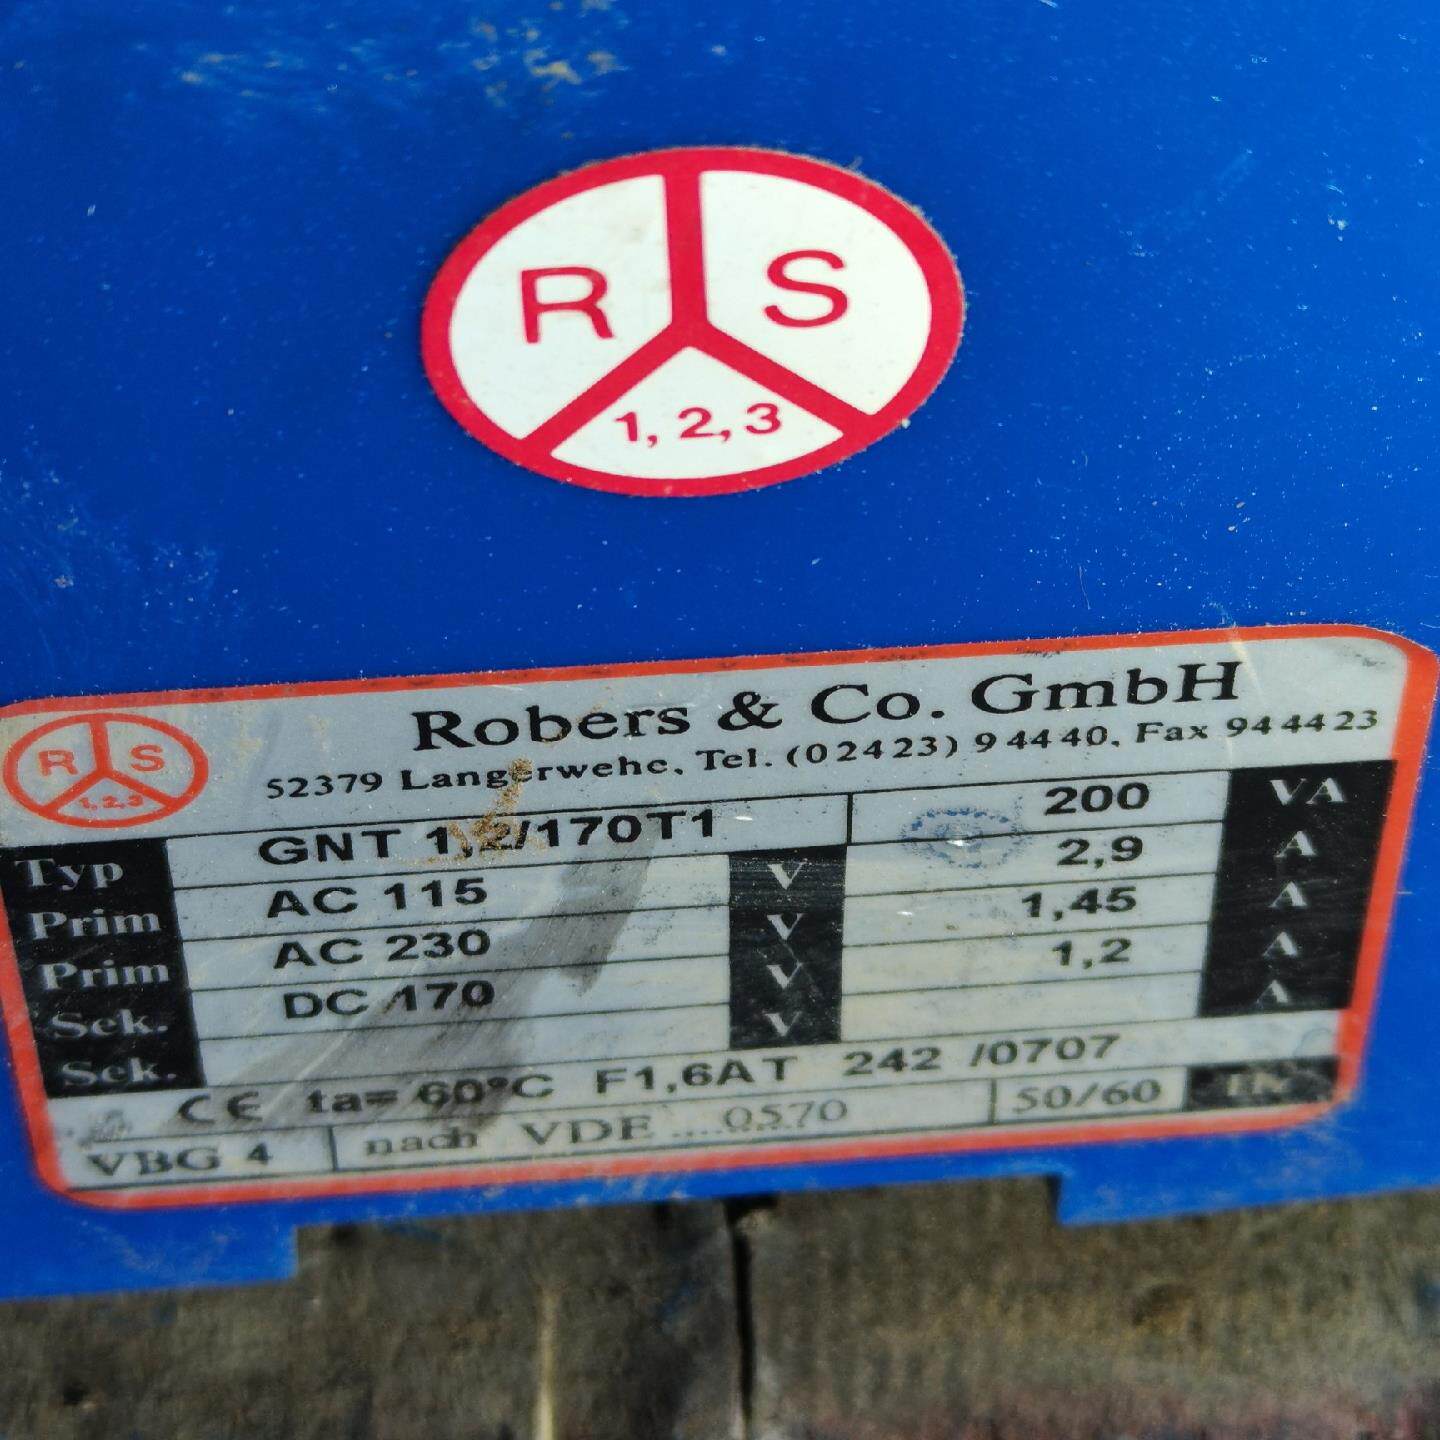 R S
1, 2, 3
Robers & Co. GmbH
52379 Langerwehe, Tel. (02423) 94440, Fax 944423
R S
1,2,3
Typ GNT 1,2/170T1 200 VA
Prim AC 115 V 2,9 A
Prim AC 230 V 1,45 A
Sek. DC 170 V 1,2 A
Sek. V A
CE ta= 60°C F1,6AT 242 /0707
VBG 4 nach VDE ....0570 50/60 Hz